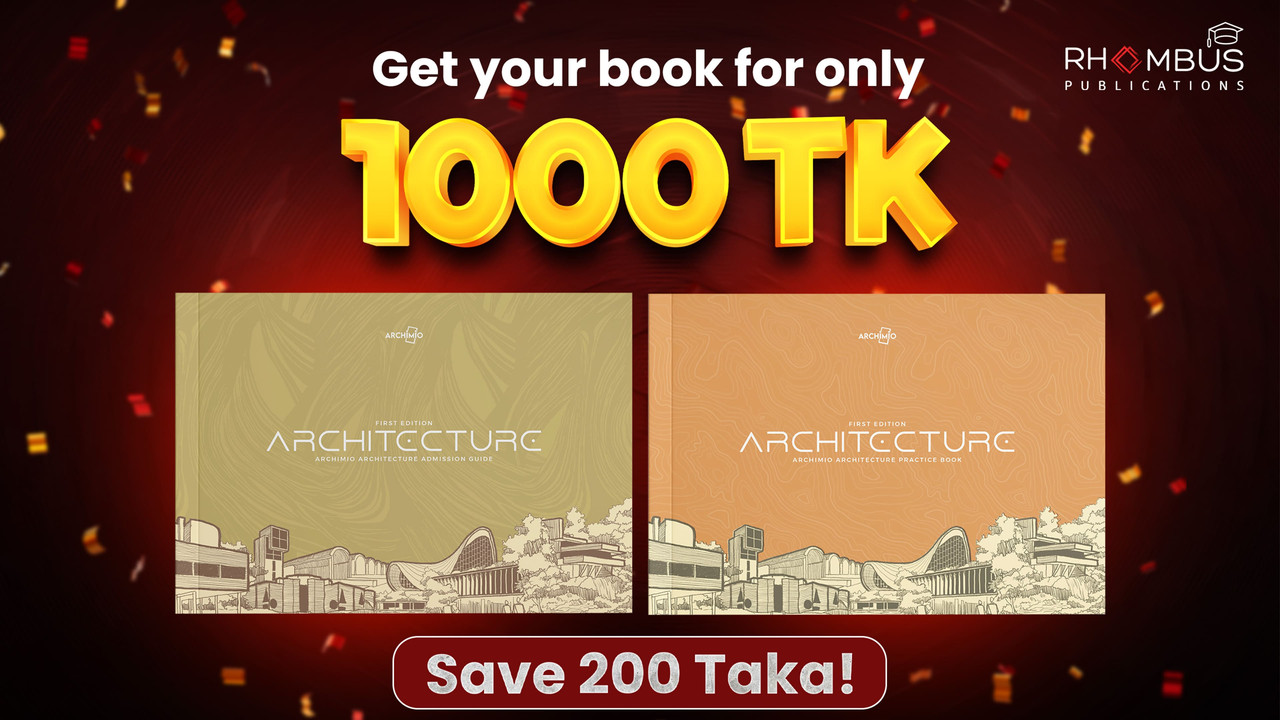 Get your book for only
RHOMBUS
PUBLICATIONS
1000 TK
ARCHIMIO
FIRST EDITION
ARCHITECTURE
ARCHIMIO ARCHITECTURE ADMISSION GUIDE
ARCHIMIO
FIRST EDITION
ARCHITECTURE
ARCHIMIO ARCHITECTURE PRACTICE BOOK
Save 200 Taka!